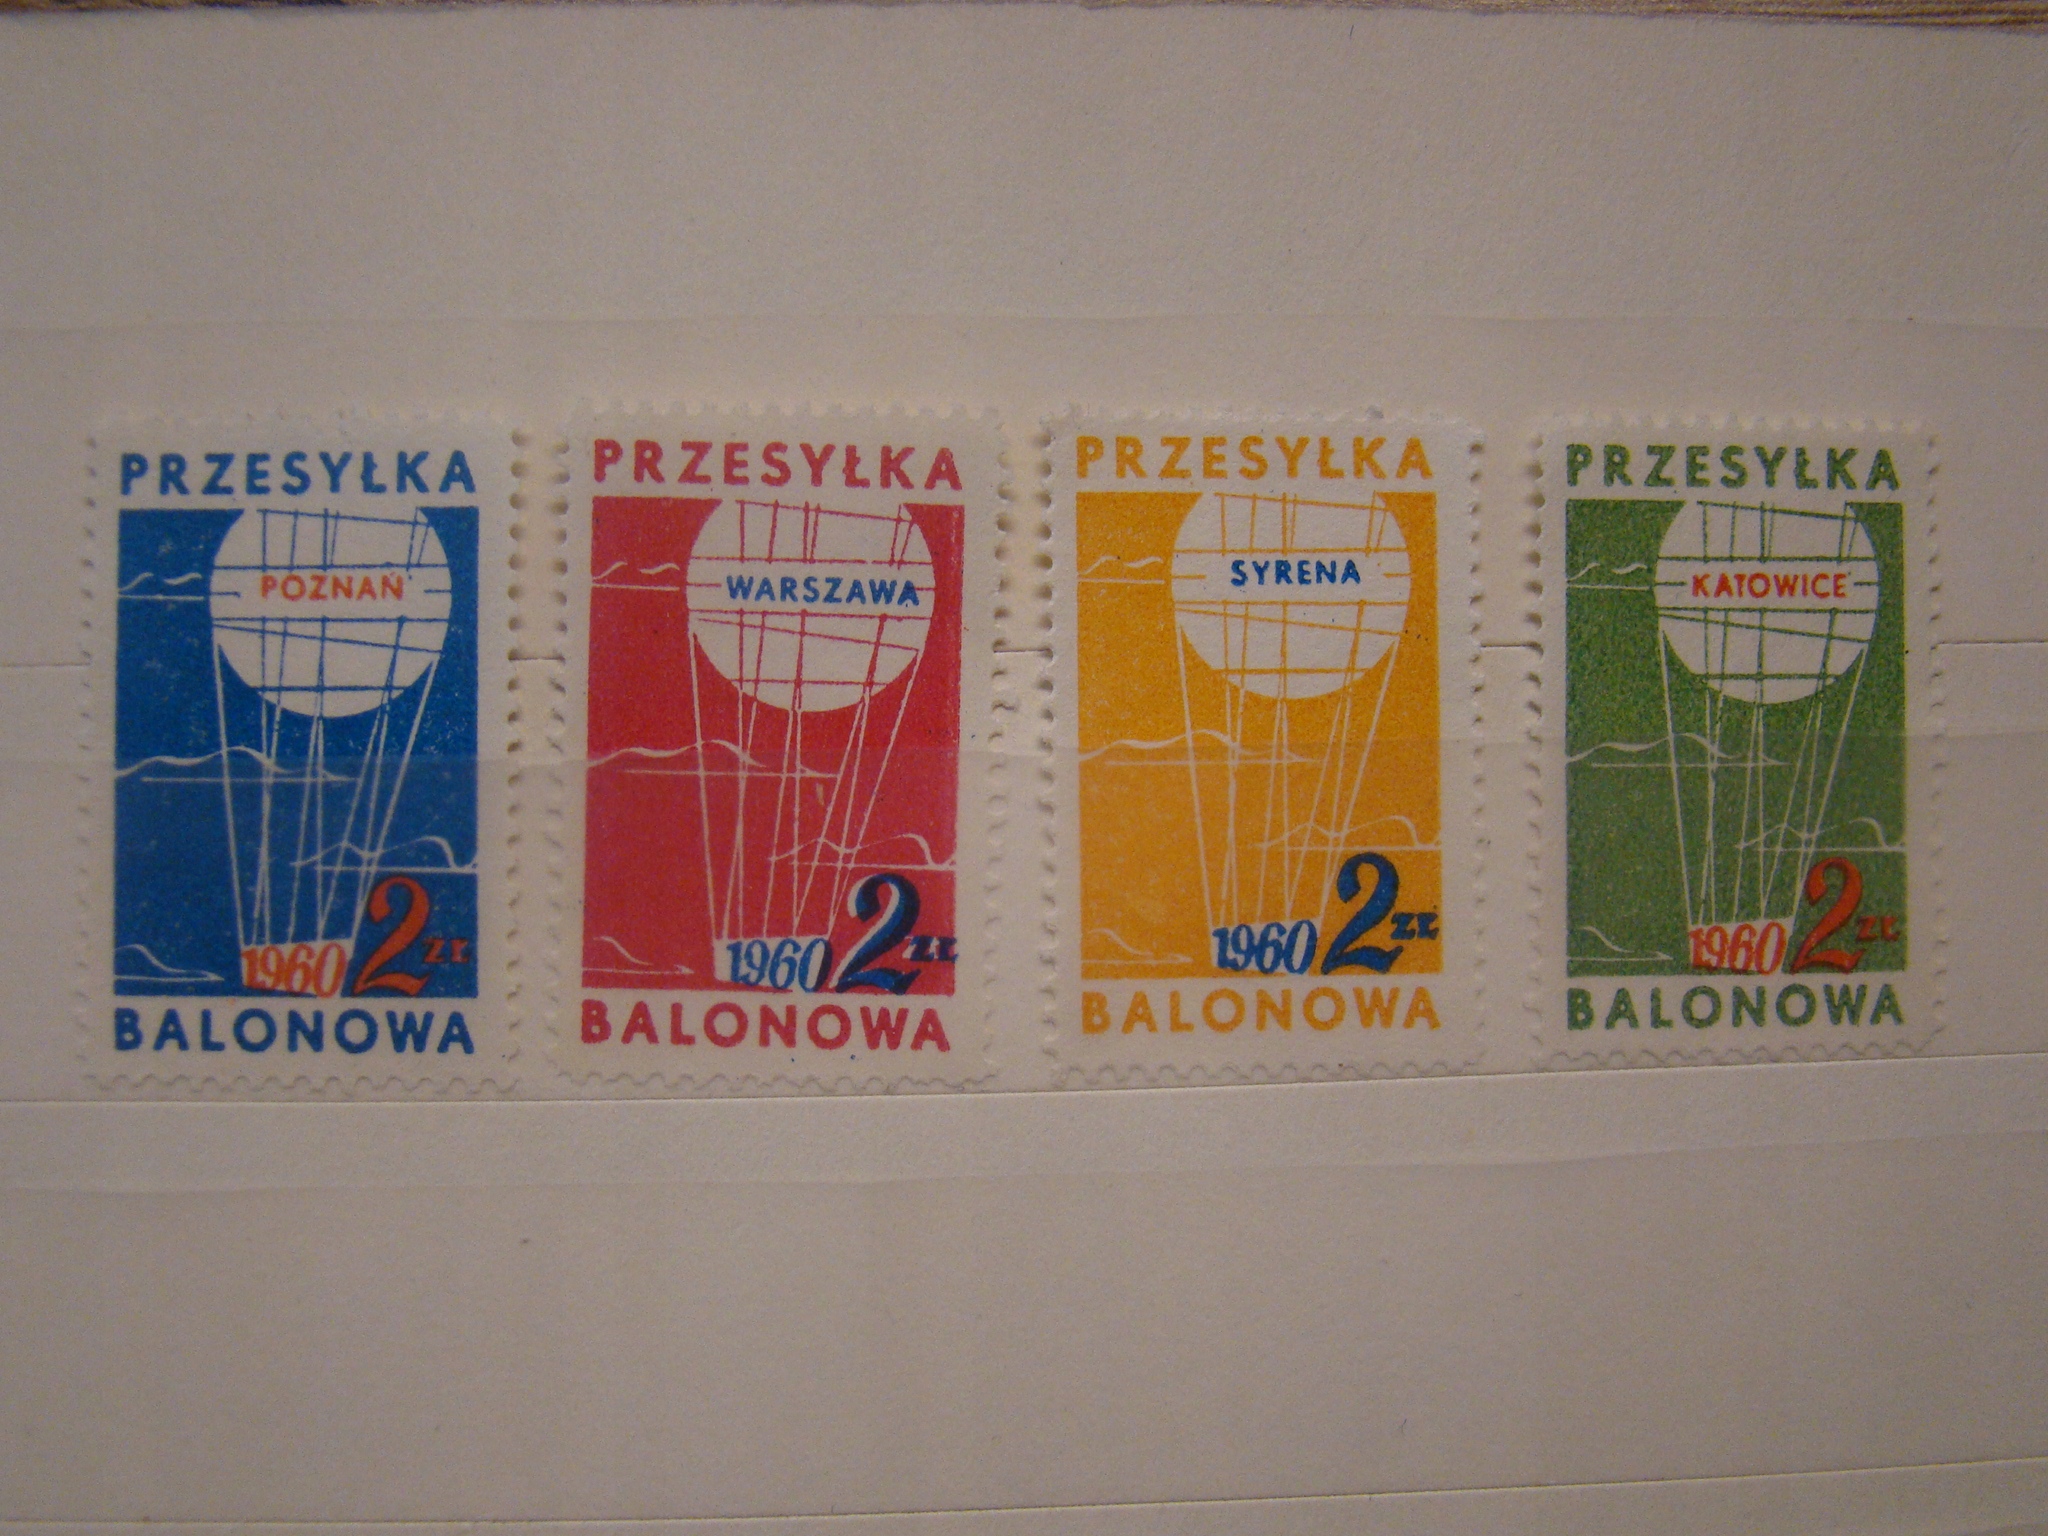 PRZESYŁKA
POZNAŃ
1960 2 ZŁ
BALONOWA
PRZESYŁKA
WARSZAWA
1960 2 ZŁ
BALONOWA
PRZESYŁKA
SYRENA
1960 2 ZŁ
BALONOWA
PRZESYŁKA
KATOWICE
1960 2 ZŁ
BALONOWA